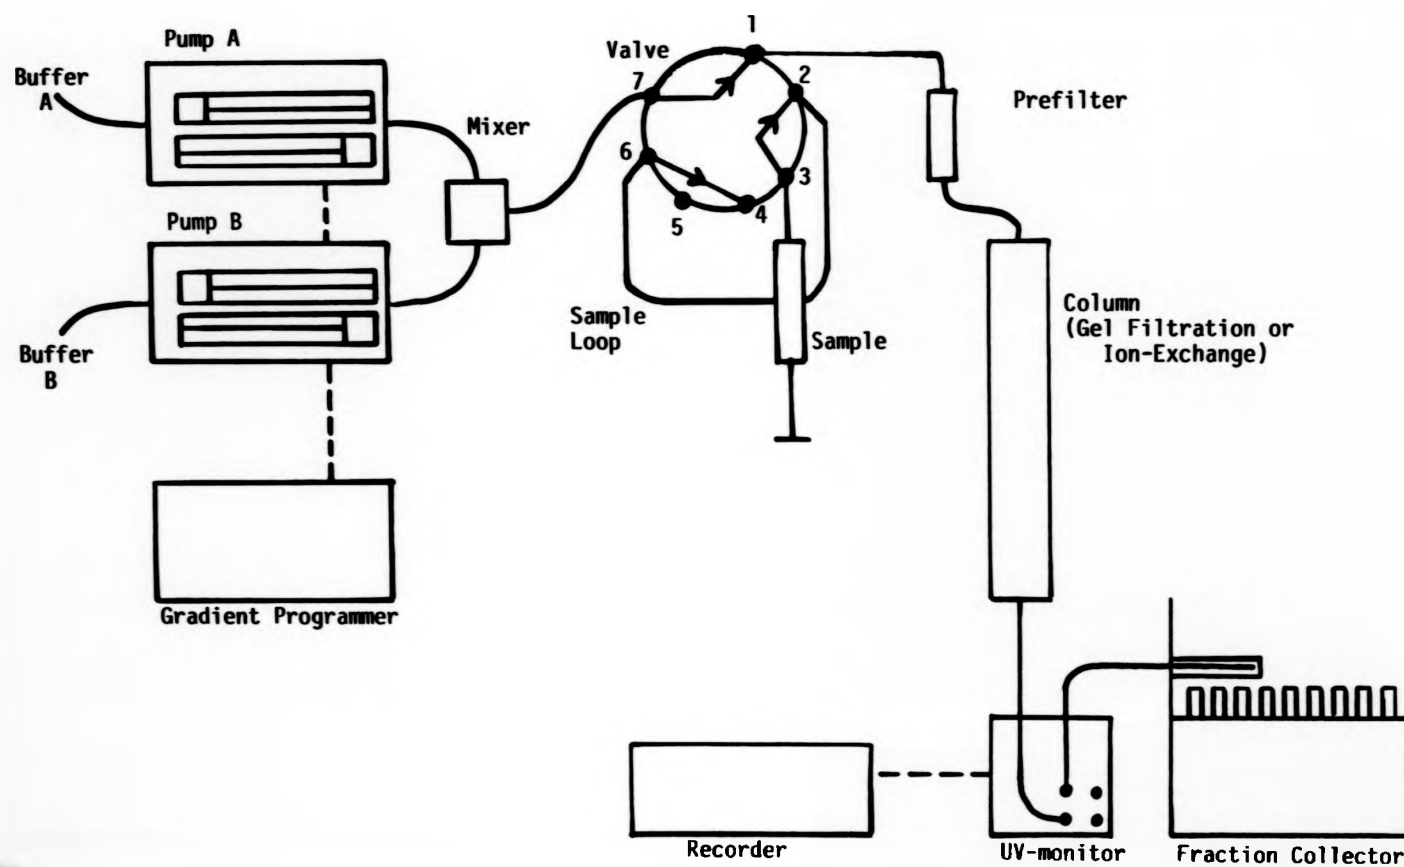 Pump A
Buffer
A
Mixer
Pump B
Buffer
B
Gradient Programmer
Valve
1
2
3
4
5
6
7
Sample
Loop
Sample
Prefilter
Column
(Gel Filtration or
Ion-Exchange)
Recorder
UV-monitor
Fraction Collector